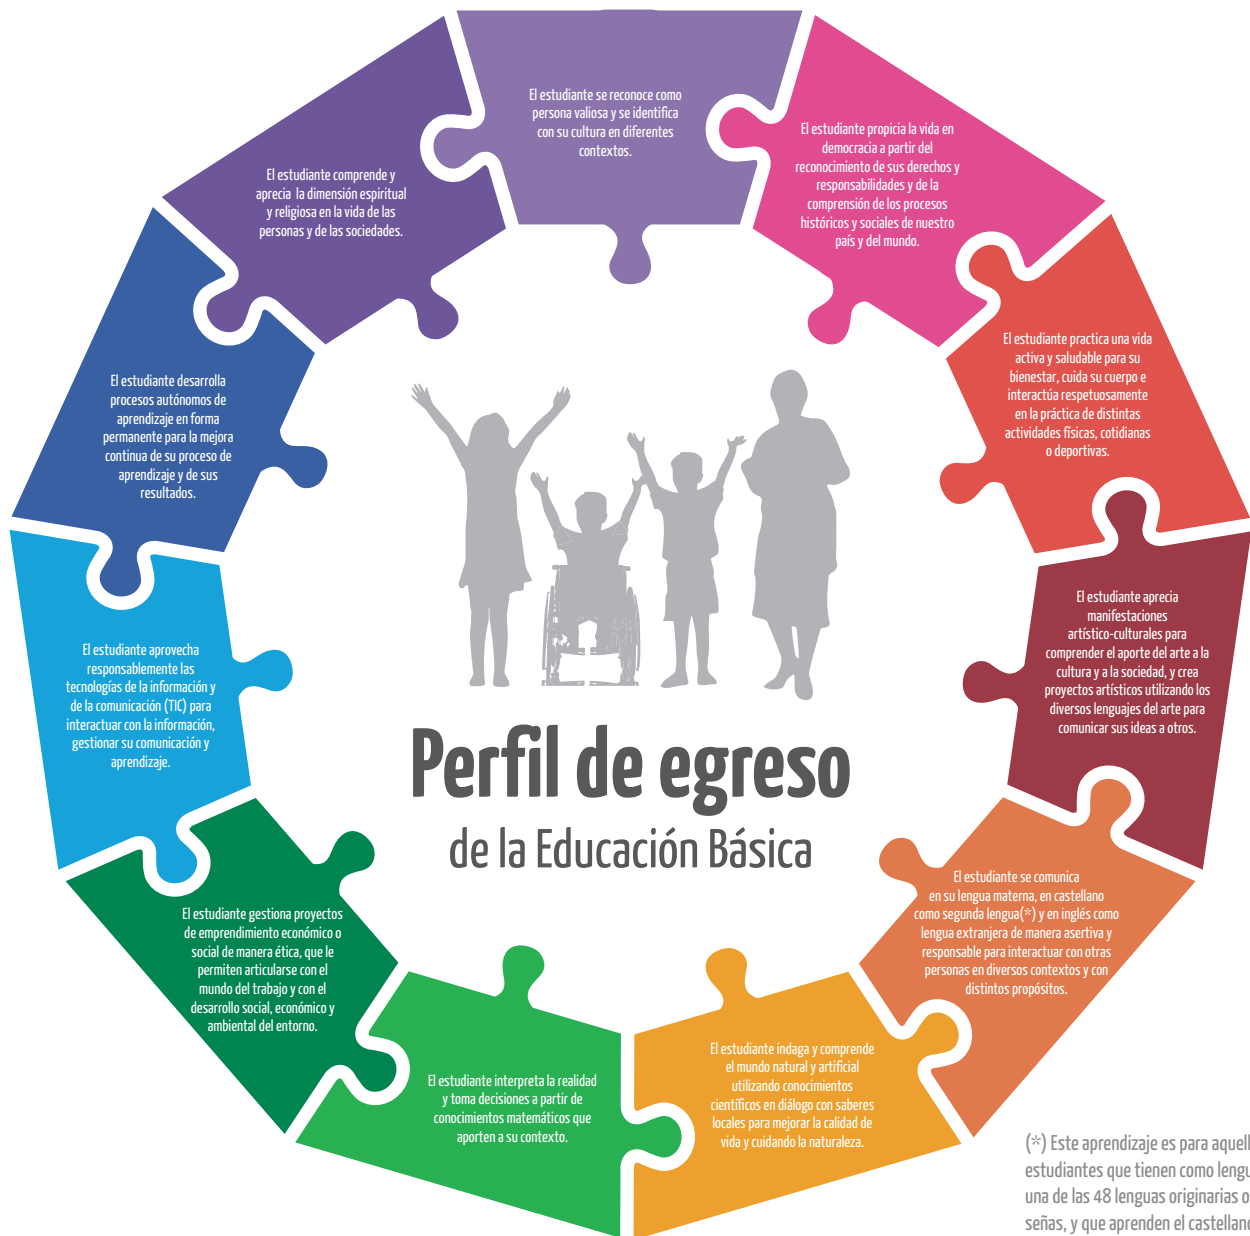 El estudiante se reconoce como
persona valiosa y se identifica
con su cultura en diferentes
contextos.
El estudiante propicia la vida en
democracia a partir del
reconocimiento de sus derechos y
responsabilidades y de la
comprensión de los procesos
históricos y sociales de nuestro
país y del mundo.
El estudiante practica una vida
activa y saludable para su
bienestar, cuida su cuerpo e
interactúa respetuosamente
en la práctica de distintas
actividades físicas, cotidianas
o deportivas.
El estudiante aprecia
manifestaciones
artístico-culturales para
comprender el aporte del arte a la
cultura y a la sociedad, y crea
proyectos artísticos utilizando los
diversos lenguajes del arte para
comunicar sus ideas a otros.
El estudiante se comunica
en su lengua materna, en castellano
como segunda lengua(*) y en inglés como
lengua extranjera de manera asertiva y
responsable para interactuar con otras
personas en diversos contextos y con
distintos propósitos.
El estudiante indaga y comprende
el mundo natural y artificial
utilizando conocimientos
científicos en diálogo con saberes
locales para mejorar la calidad de
vida y cuidando la naturaleza.
El estudiante interpreta la realidad
y toma decisiones a partir de
conocimientos matemáticos que
aporten a su contexto.
El estudiante gestiona proyectos
de emprendimiento económico o
social de manera ética, que le
permiten articularse con el
mundo del trabajo y con el
desarrollo social, económico y
ambiental del entorno.
El estudiante aprovecha
responsablemente las
tecnologías de la información y
de la comunicación (TIC) para
interactuar con la información,
gestionar su comunicación y
aprendizaje.
El estudiante desarrolla
procesos autónomos de
aprendizaje en forma
permanente para la mejora
continua de su proceso de
aprendizaje y de sus
resultados.
El estudiante comprende y
aprecia la dimensión espiritual
y religiosa en la vida de las
personas y de las sociedades.
Perfil de egreso
de la Educación Básica
(*) Este aprendizaje es para
estudiantes que tienen como
una de las 48 lenguas originarias o
señas, y que aprenden el